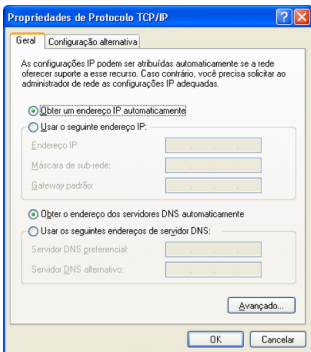 Propriedades de Protocolo TCP/IP
Geral Configuração alternativa
As configurações IP podem ser atribuídas automaticamente se a rede
oferecer suporte a esse recurso. Caso contrário, você precisa solicitar ao
administrador de rede as configurações IP adequadas.
Obter um endereço IP automaticamente
Usar o seguinte endereço IP:
Endereço IP:
Máscara de sub-rede:
Gateway padrão:
Obter o endereço dos servidores DNS automaticamente
Usar os seguintes endereços de servidor DNS:
Servidor DNS preferencial:
Servidor DNS alternativo:
Avançado...
OK Cancelar